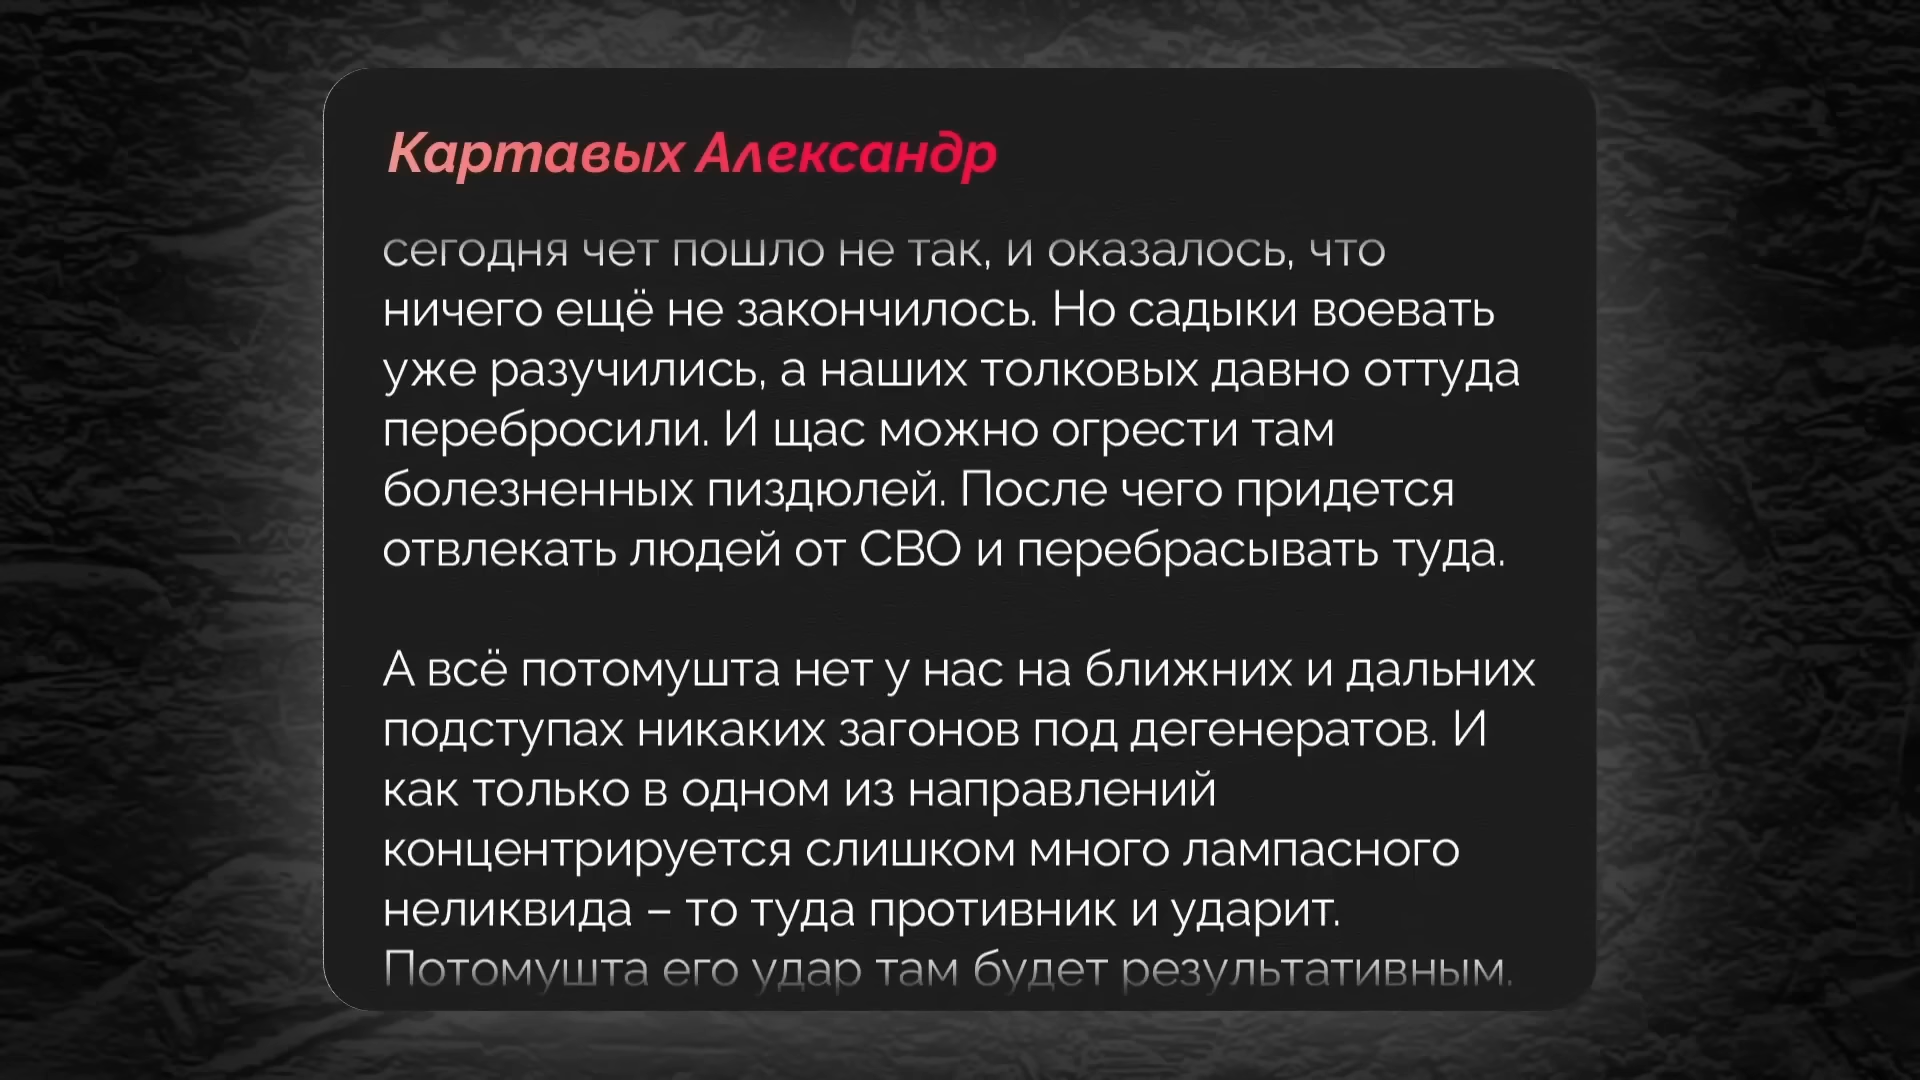 Картавых Александр
сегодня чет пошло не так, и оказалось, что
ничего ещё не закончилось. Но садыки воевать
уже разучились, а наших толковых давно оттуда
перебросили. И щас можно огрести там
болезненных пиздюлей. После чего придется
отвлекать людей от СВО и перебрасывать туда.
А всё потомушта нет у нас на ближних и дальних
подступах никаких загонов под дегенератов. И
как только в одном из направлений
концентрируется слишком много лампасного
неликвида – то туда противник и ударит.
Потомушта его удар там будет результативным.